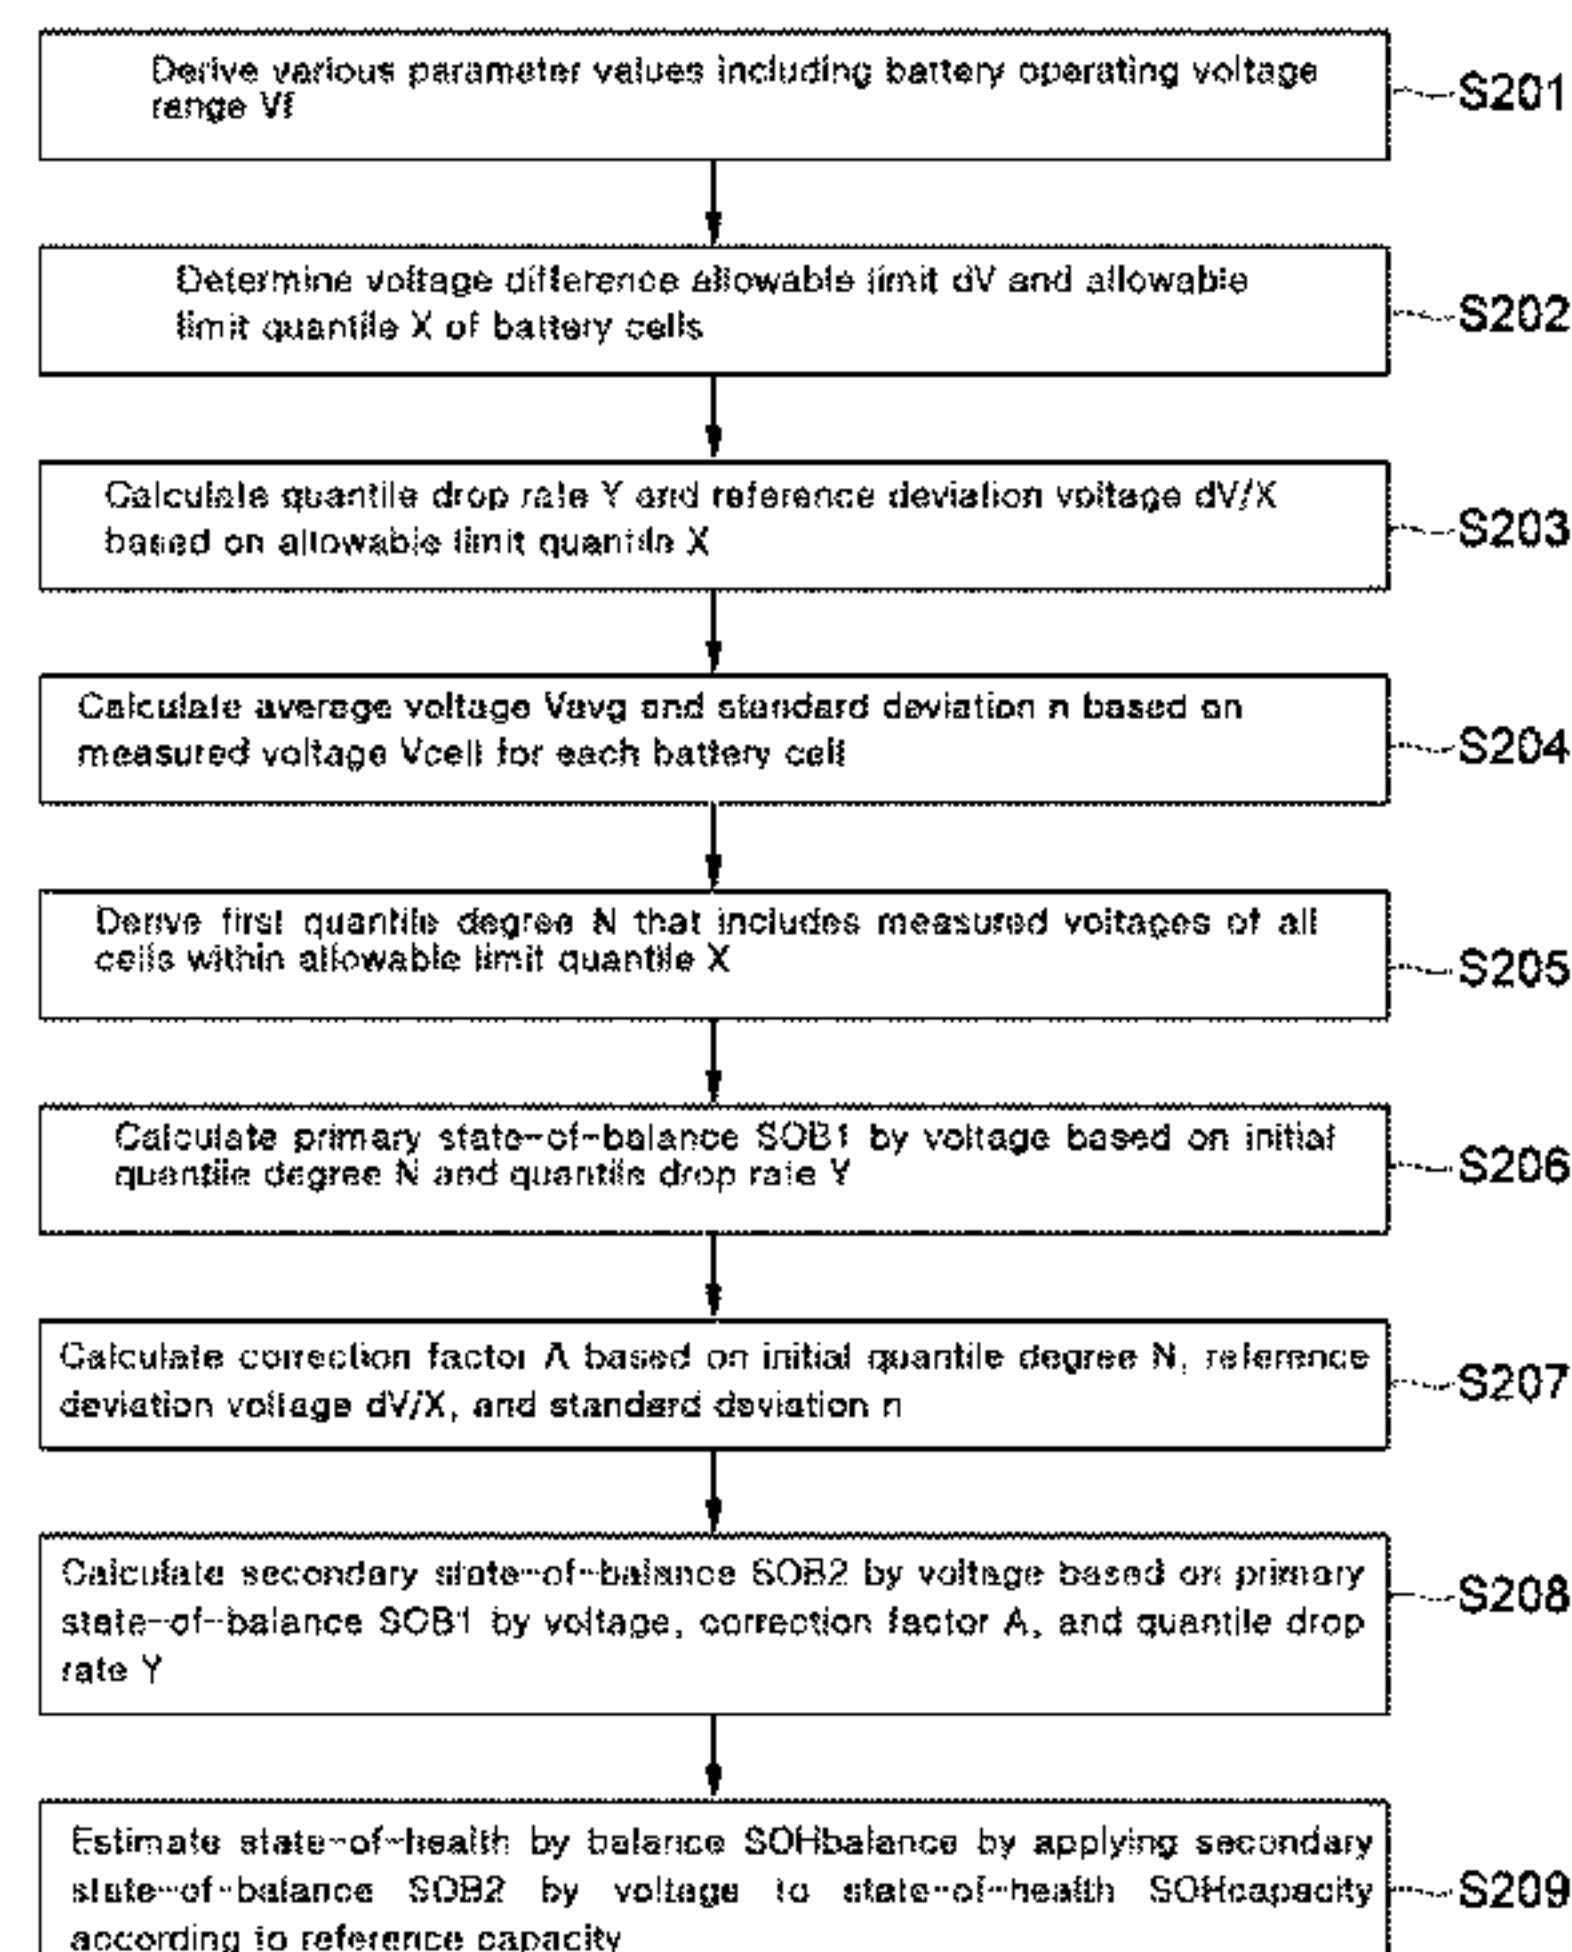 Derive various parameter values including battery operating voltage
range Vf
S201
Determine voltage difference allowable limit dV and allowable
limit quantile X of battery cells
S202
Calculate quantile drop rate Y and reference deviation voltage dV/X
based on allowable limit quantile X
S203
Calculate average voltage Vavg and standard deviation n based on
measured voltage Vcell for each battery cell
S204
Derive first quantile degree N that includes measured voltages of all
cells within allowable limit quantile X
S205
Calculate primary state-of-balance SOB1 by voltage based on initial
quantile degree N and quantile drop rate Y
S206
Calculate correction factor A based on initial quantile degree N, reference
deviation voltage dV/X, and standard deviation n
S207
Calculate secondary state-of-balance SOB2 by voltage based on primary
state-of-balance SOB1 by voltage, correction factor A, and quantile drop
rate Y
S208
Estimate state-of-health by balance SOHbalance by applying secondary
state-of-balance SOB2 by voltage to state-of-health SOHcapacity
according to reference capacity
S209